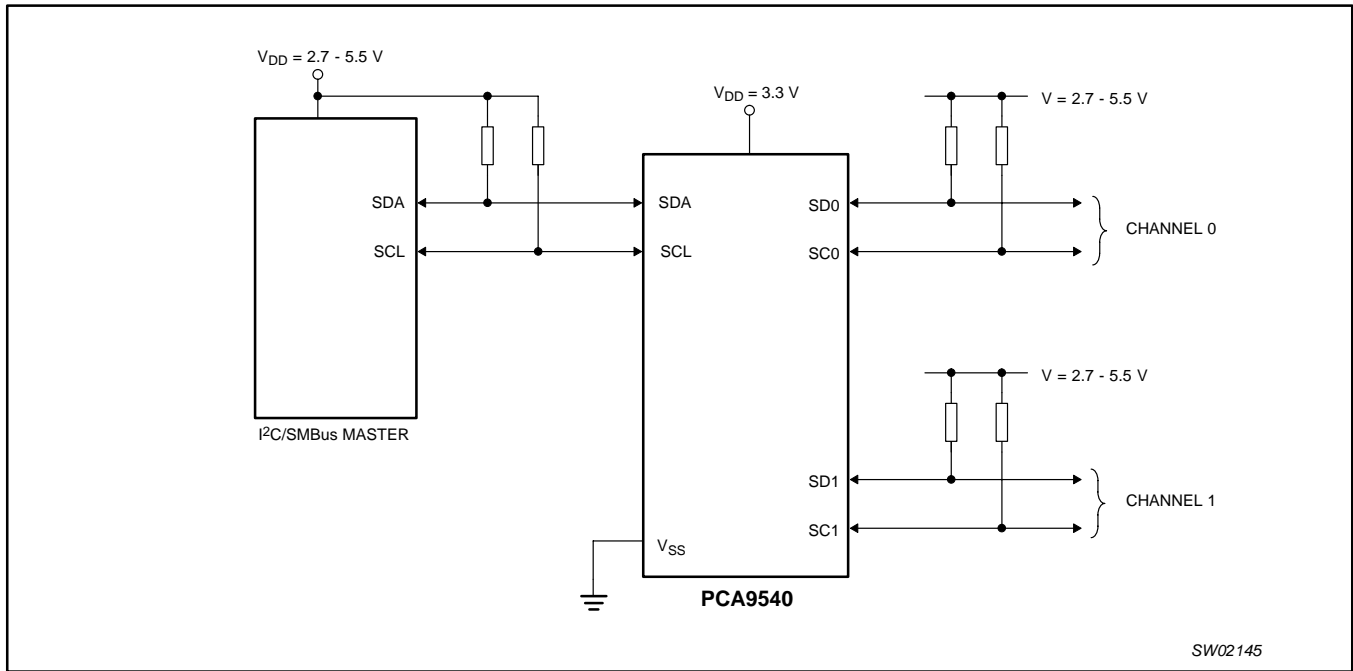 V_DD = 2.7 - 5.5 V
V_DD = 3.3 V
V = 2.7 - 5.5 V
SDA
SCL
SDA
SCL
SD0
SC0
CHANNEL 0
V = 2.7 - 5.5 V
I²C/SMBus MASTER
SD1
SC1
CHANNEL 1
V_SS
PCA9540
SW02145